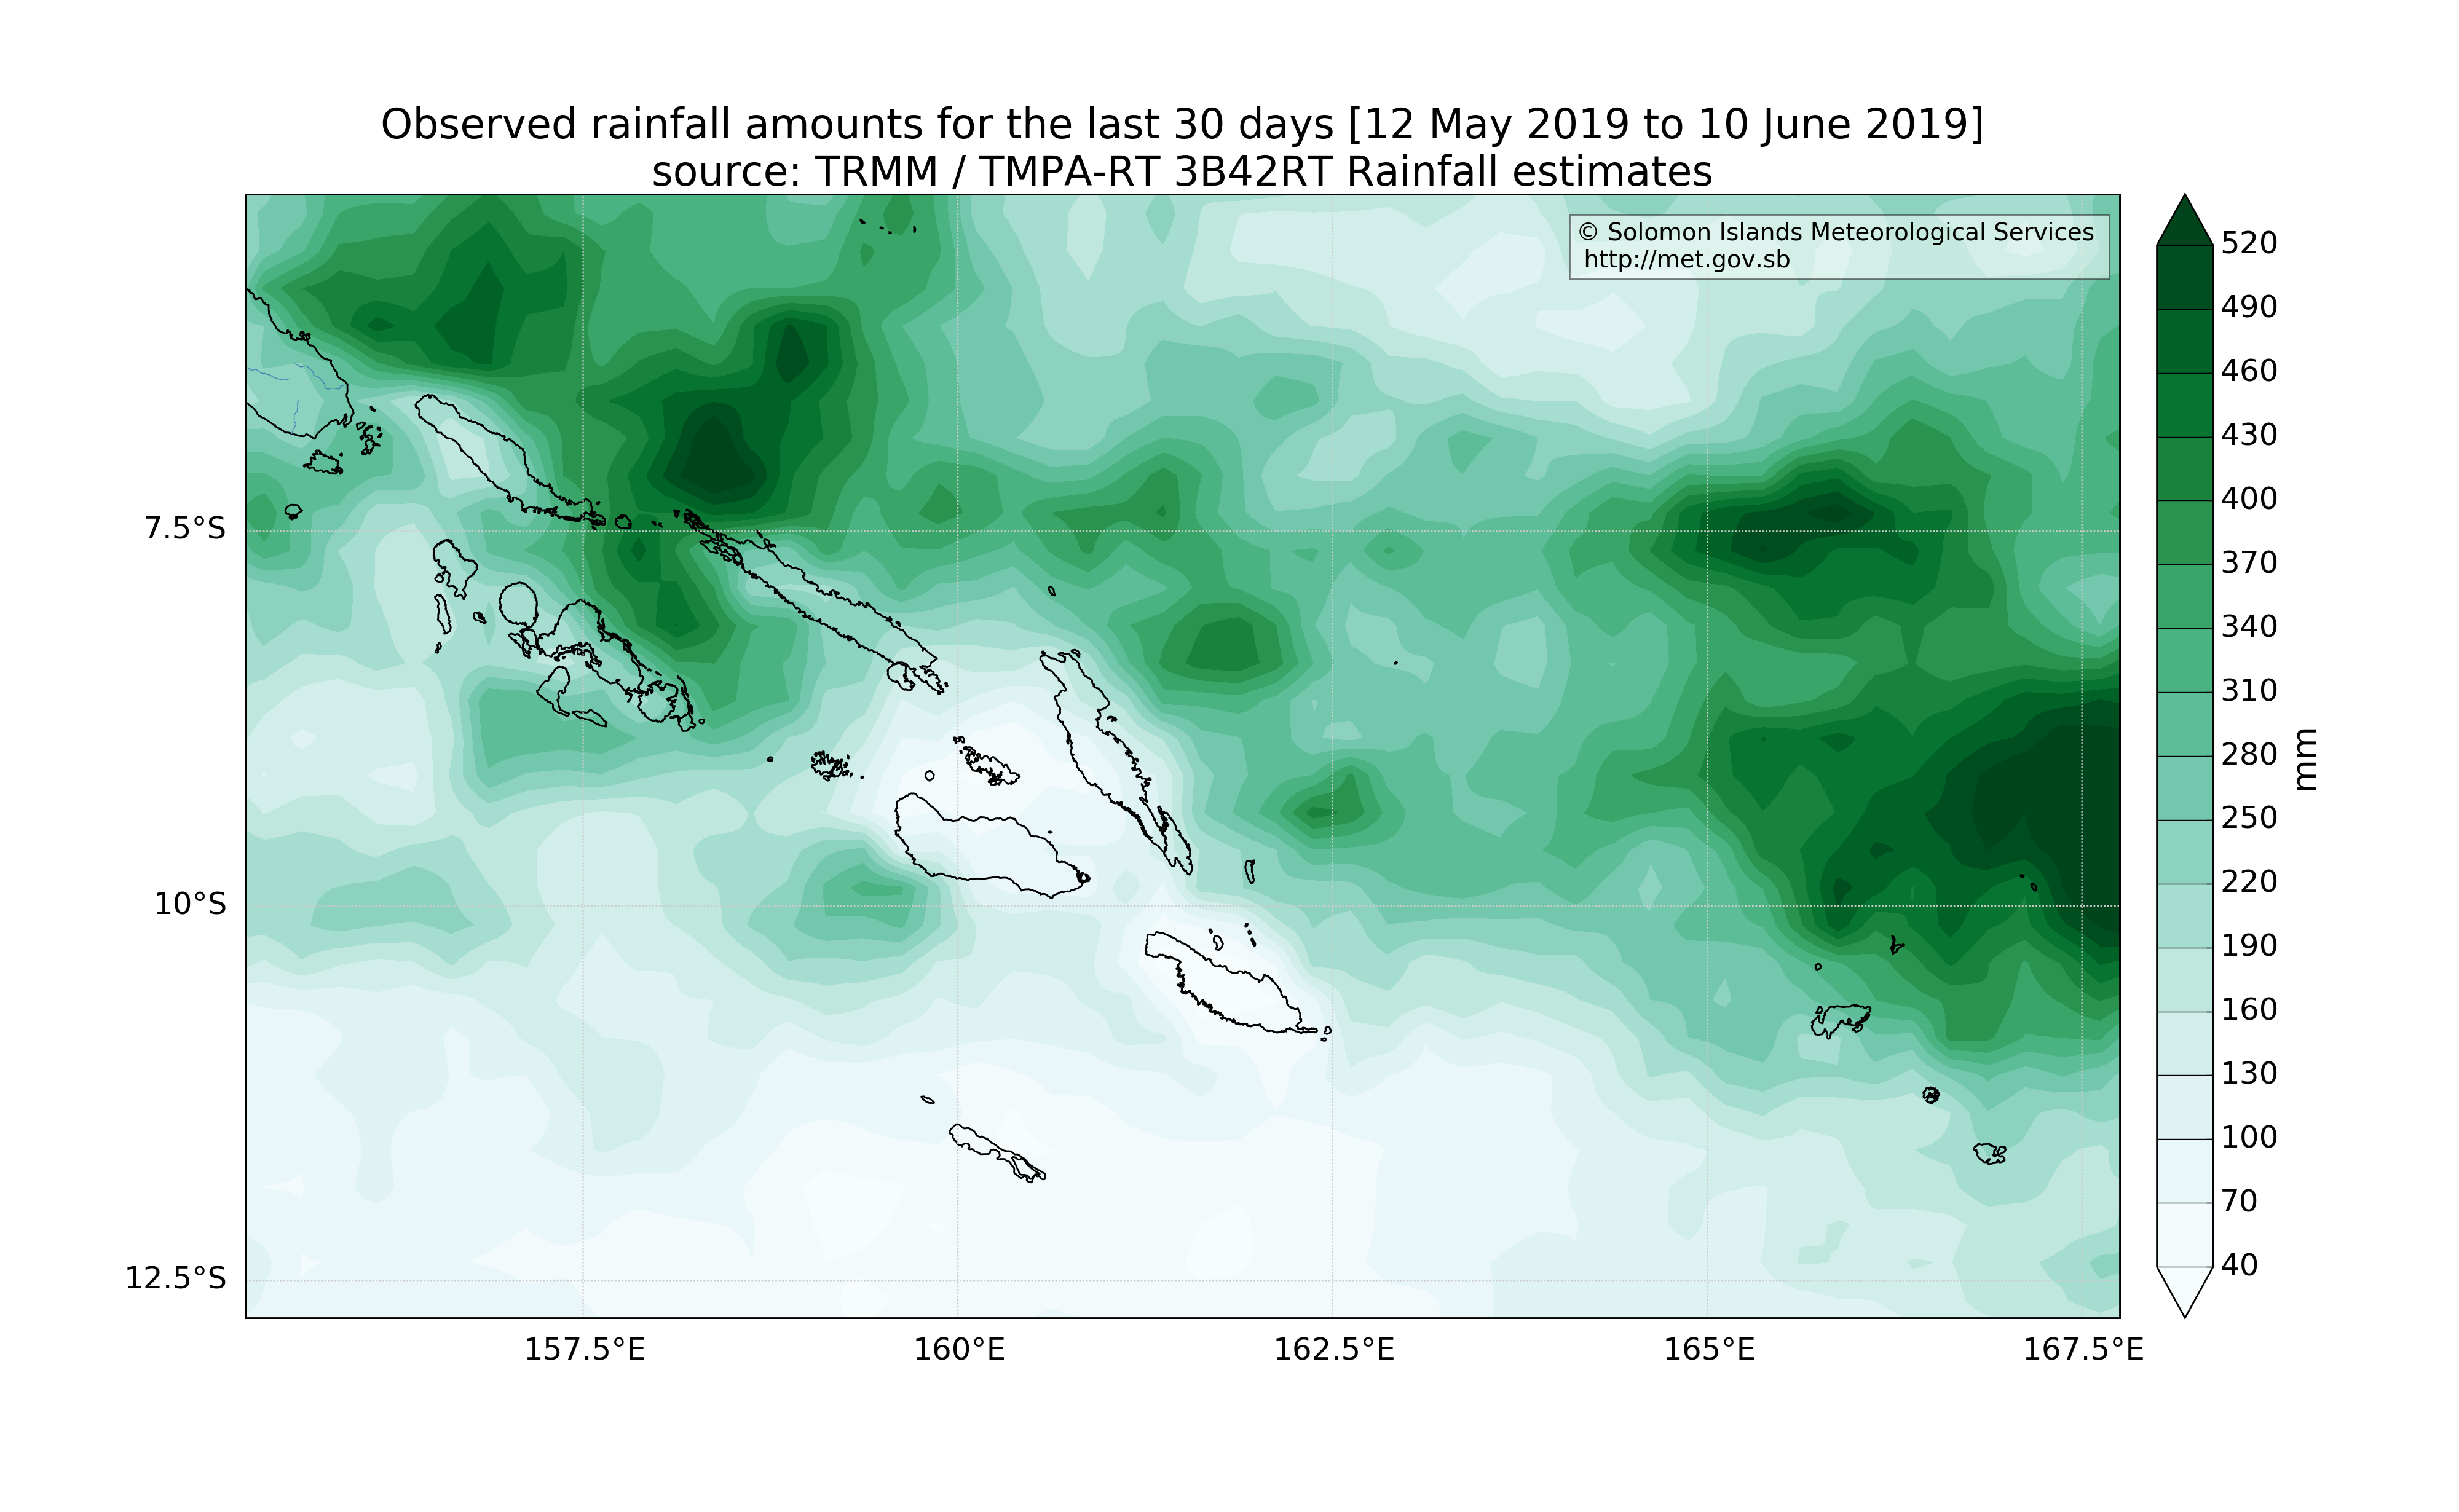 Observed rainfall amounts for the last 30 days [12 May 2019 to 10 June 2019]
source: TRMM / TMPA-RT 3B42RT Rainfall estimates
© Solomon Islands Meteorological Services
http://met.gov.sb
7.5°S
10°S
12.5°S
157.5°E
160°E
162.5°E
165°E
167.5°E
520
490
460
430
400
370
340
310
280
250
220
190
160
130
100
70
40
mm